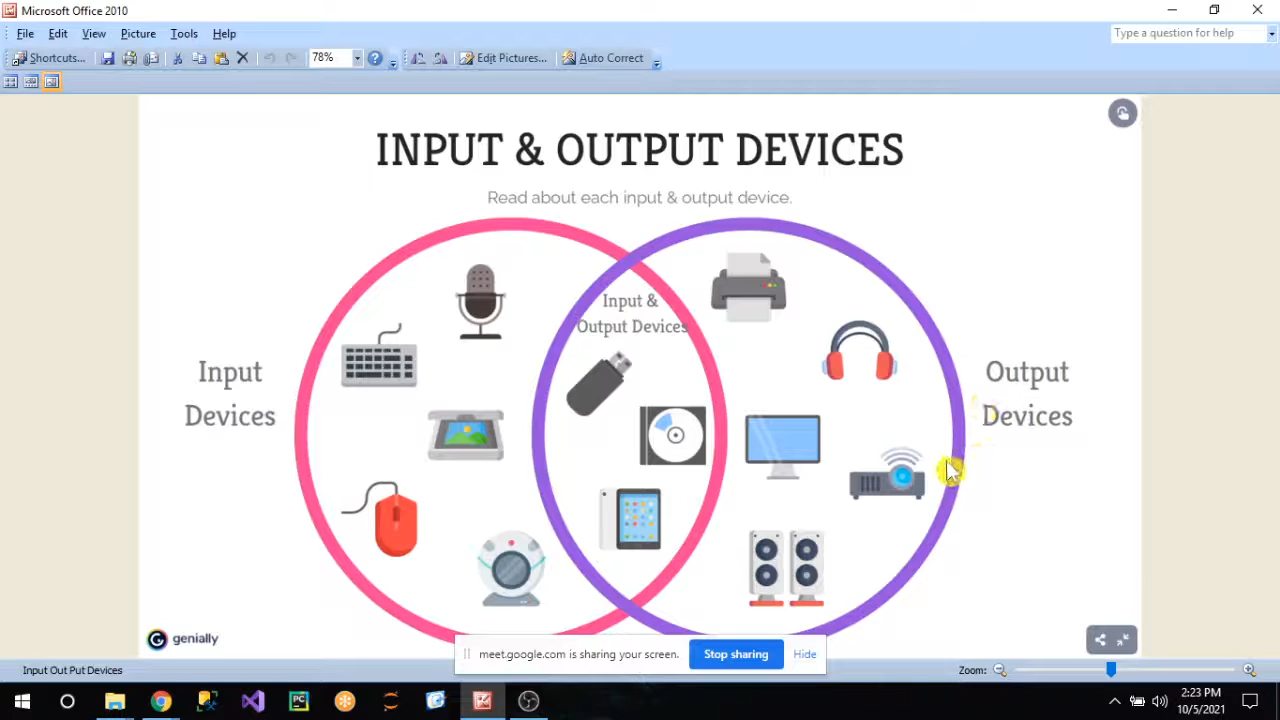 Microsoft Office 2010
File Edit View Picture Tools Help
Type a question for help
Shortcuts... 78% Edit Pictures... Auto Correct
INPUT & OUTPUT DEVICES
Read about each input & output device.
Input &
Output Devices
Input
Devices
Output
Devices
genially
meet.google.com is sharing your screen. Stop sharing Hide
Input Out Put Devices
Zoom:
PC
2:23 PM
10/5/2021